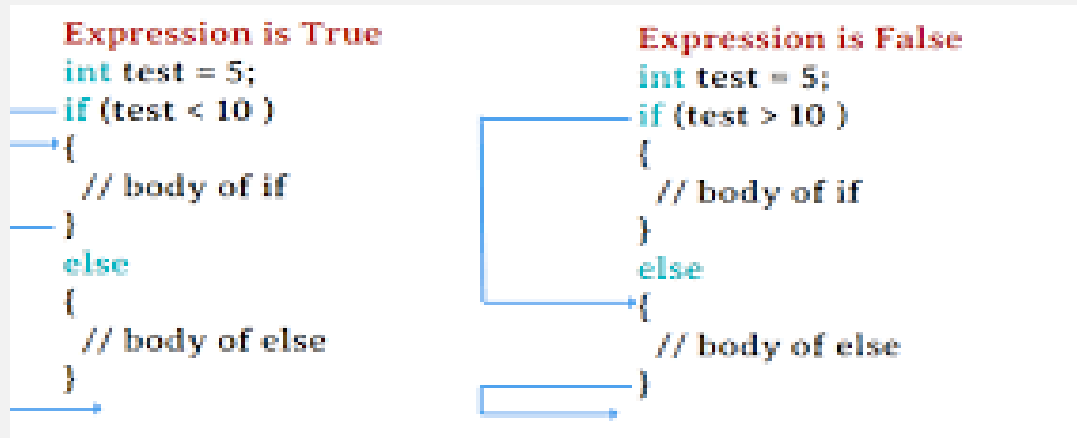 Expression is True
int test = 5;
if (test < 10 )
{
// body of if
}
else
{
// body of else
}
Expression is False
int test = 5;
if (test > 10 )
{
// body of if
}
else
{
// body of else
}